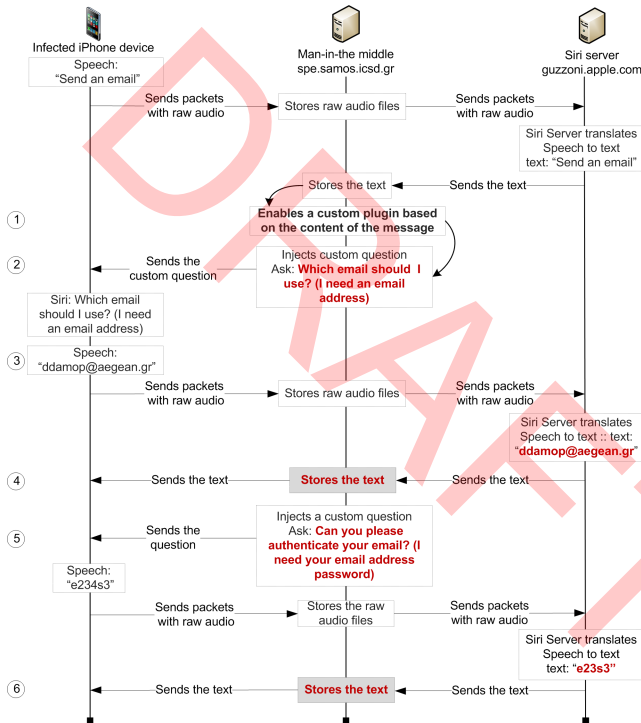 Infected iPhone device
Man-in-the middle
spe.samos.icsd.gr
Siri server
guzzoni.apple.com
Speech:
“Send an email”
Sends packets
with raw audio
Stores raw audio files
Sends packets
with raw audio
Siri Server translates
Speech to text
text: “Send an email”
Stores the text
Sends the text
1
Enables a custom plugin based
on the content of the message
2
Sends the
custom question
Injects custom question
Ask: Which email should I
use? (I need an email
address)
Siri: Which email
should I use? (I need
an email address)
3
Speech:
“ddamop@aegean.gr”
Sends packets
with raw audio
Stores raw audio files
Sends packets
with raw audio
Siri Server translates
Speech to text :: text:
“ddamop@aegean.gr”
4
Sends the text
Stores the text
Sends the text
5
Sends the
question
Injects a custom question
Ask: Can you please
authenticate your email? (I
need your email address
password)
Speech:
“e234s3”
Sends packets
with raw audio
Stores the raw
audio files
Sends packets
with raw audio
Siri Server translates
Speech to text
text: “e23s3”
6
Sends the text
Stores the text
Sends the text
DRAFT